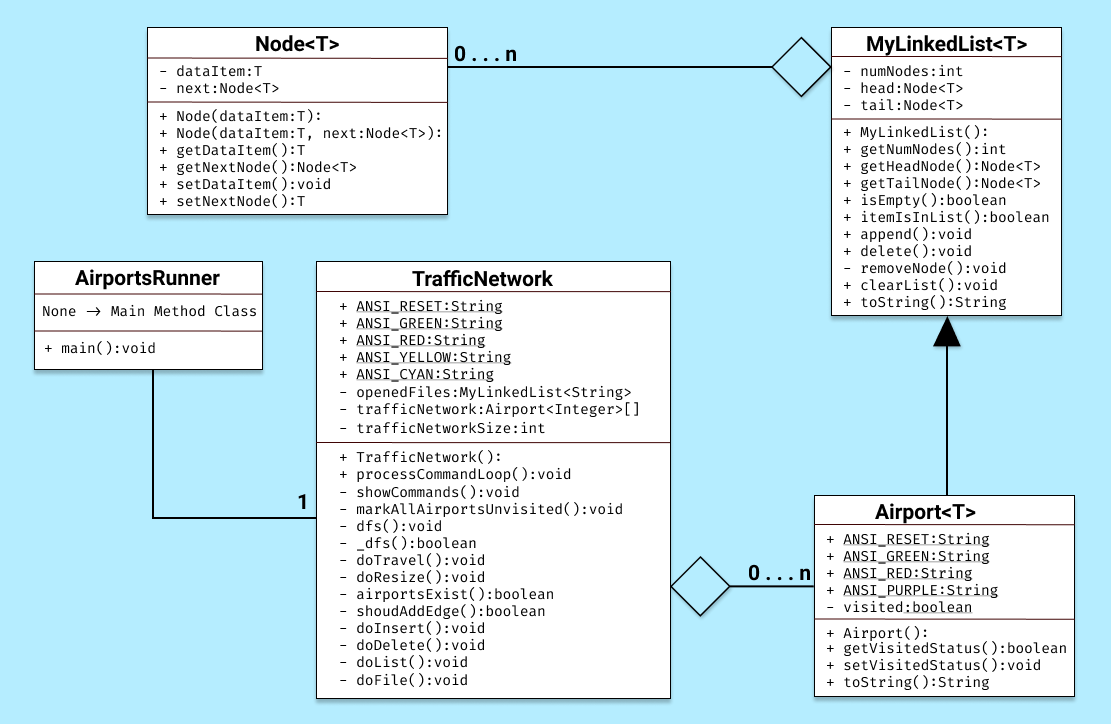 Node<T>
- dataItem:T
- next:Node<T>
+ Node(dataItem:T):
+ Node(dataItem:T, next:Node<T>):
+ getDataItem():T
+ getNextNode():Node<T>
+ setDataItem():void
+ setNextNode():T
0...n
MyLinkedList<T>
- numNodes:int
- head:Node<T>
- tail:Node<T>
+ MyLinkedList():
+ getNumNodes():int
+ getHeadNode():Node<T>
+ getTailNode():Node<T>
+ isEmpty():boolean
+ itemIsInList():boolean
+ append():void
+ delete():void
- removeNode():void
+ clearList():void
+ toString():String
AirportsRunner
None → Main Method Class
+ main():void
1
TrafficNetwork
+ ANSI_RESET:String
+ ANSI_GREEN:String
+ ANSI_RED:String
+ ANSI_YELLOW:String
+ ANSI_CYAN:String
- openedFiles:MyLinkedList<String>
- trafficNetwork:Airport<Integer>[]
- trafficNetworkSize:int
+ TrafficNetwork():
+ processCommandLoop():void
- showCommands():void
- markAllAirportsUnvisited():void
- dfs():void
- _dfs():boolean
- doTravel():void
- doResize():void
- airportsExist():boolean
- shoudAddEdge():boolean
- doInsert():void
- doDelete():void
- doList():void
- doFile():void
0...n
Airport<T>
+ ANSI_RESET:String
+ ANSI_GREEN:String
+ ANSI_RED:String
+ ANSI_PURPLE:String
- visited:boolean
+ Airport():
+ getVisitedStatus():boolean
+ setVisitedStatus():void
+ toString():String